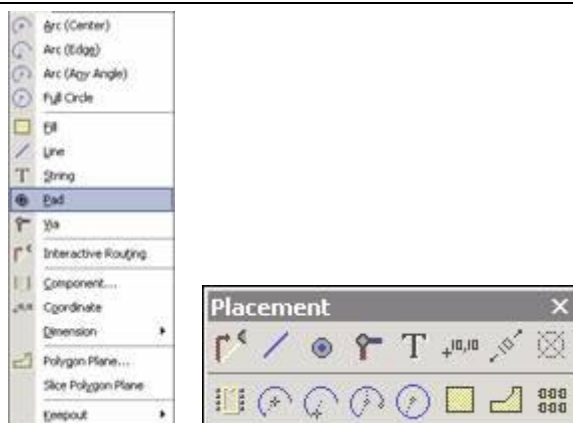 Arc (Center)
Arc (Edge)
Arc (Any Angle)
Full Circle
Fill
Line
String
Pad
Via
Interactive Routing
Component...
Coordinate
Dimension
Polygon Plane...
Slice Polygon Plane
Keepout
Placement
T
+10,10